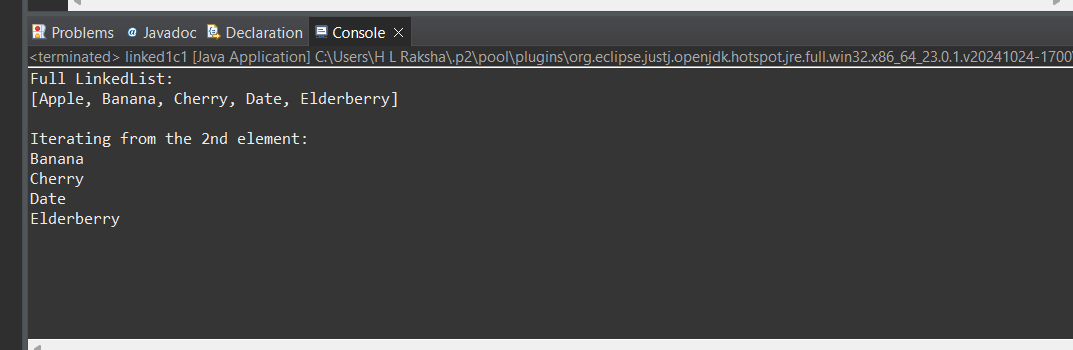 Problems Javadoc Declaration Console
<terminated> linked1c1 [Java Application] C:\Users\H L Raksha\.p2\pool\plugins\org.eclipse.justj.openjdk.hotspot.jre.full.win32.x86_64_23.0.1.v20241024-1700\
Full LinkedList:
[Apple, Banana, Cherry, Date, Elderberry]
Iterating from the 2nd element:
Banana
Cherry
Date
Elderberry